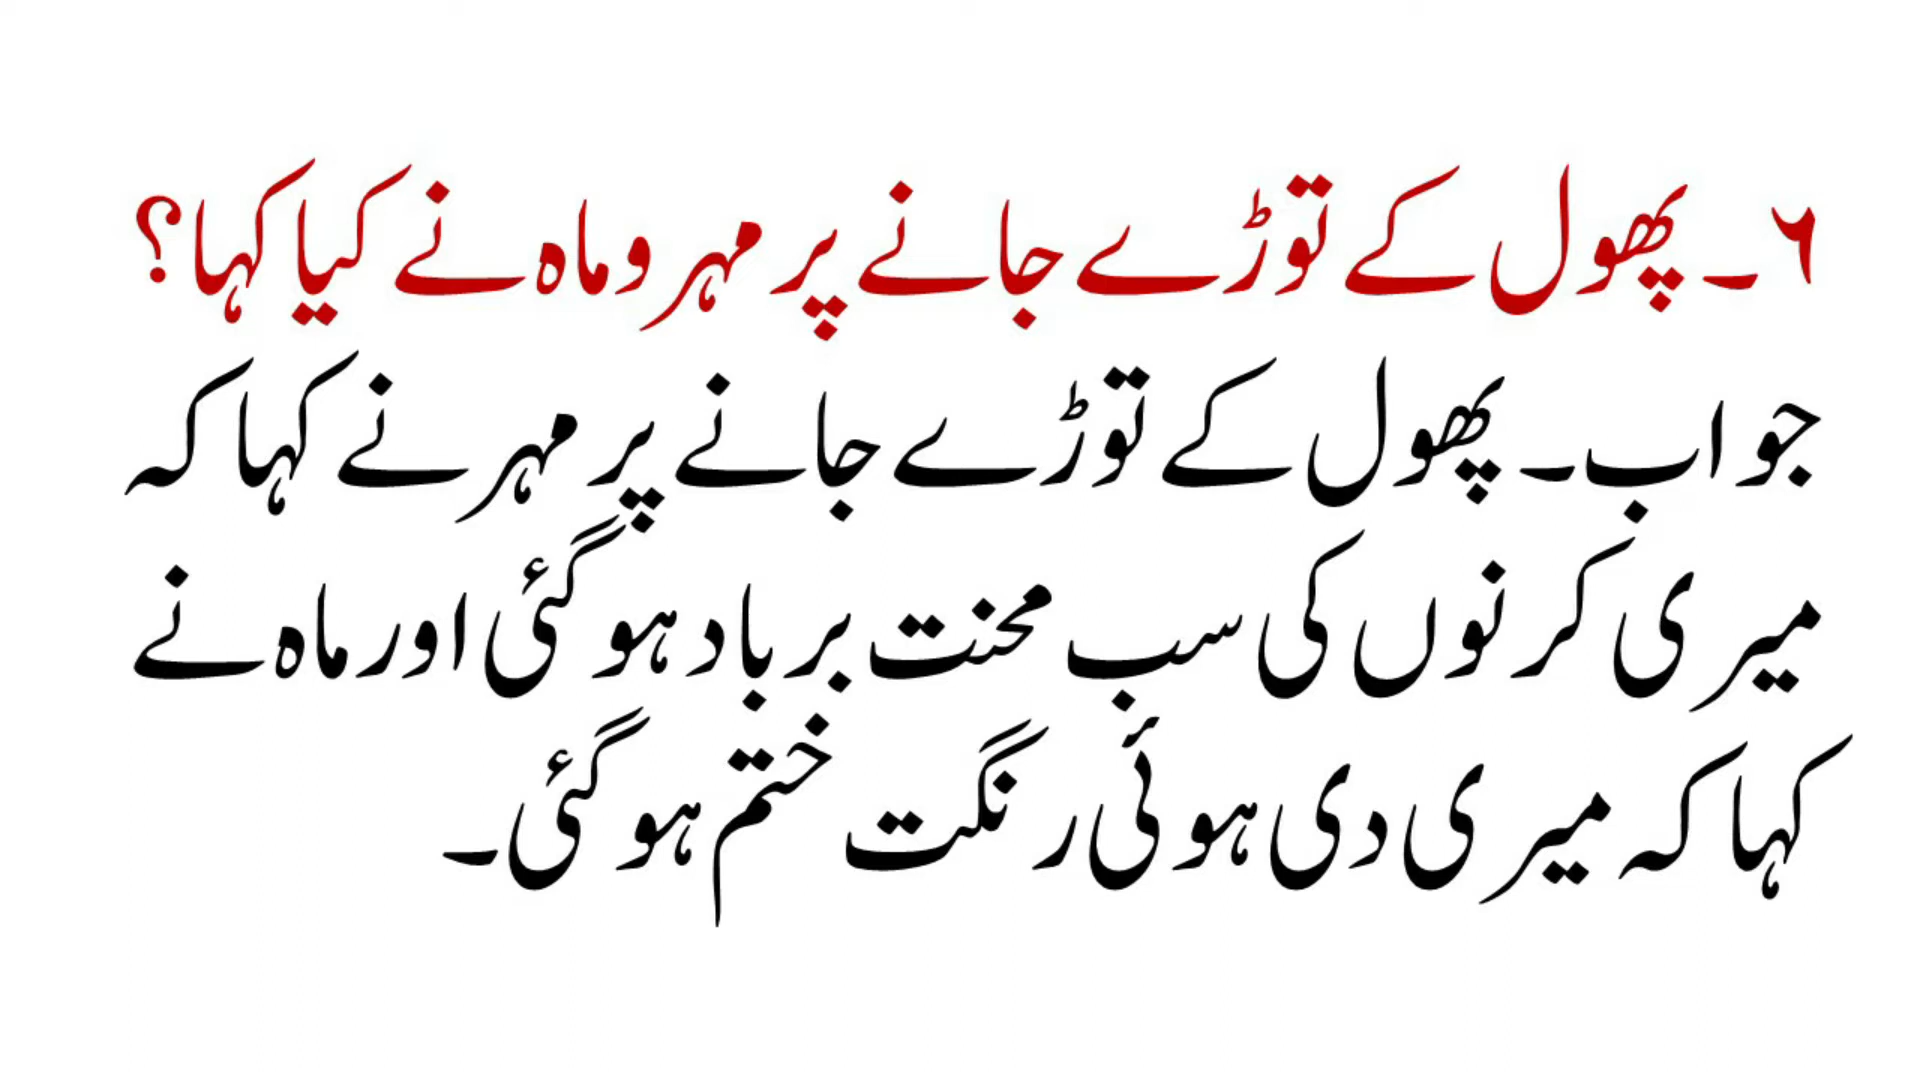 ۶۔ پھول کے توڑے جانے پر مہر و ماہ نے کیا کہا؟
جواب۔ پھول کے توڑے جانے پر مہر نے کہا کہ
میری کرنوں کی سب محنت برباد ہو گئی اور ماہ نے
کہا کہ میری دی ہوئی رنگت ختم ہو گئی۔